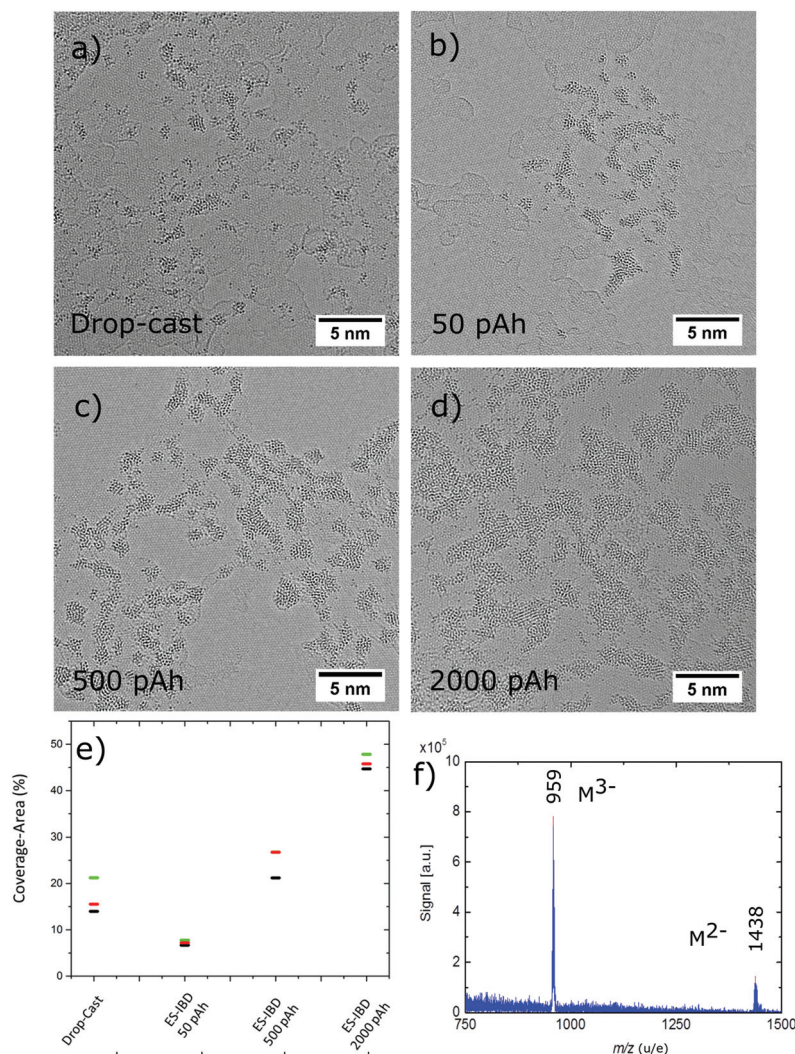 a)
Drop-cast
5 nm
b)
50 pAh
5 nm
c)
500 pAh
5 nm
d)
2000 pAh
5 nm
e)
Coverage-Area (%)
50
40
30
20
10
0
Drop-Cast
ES-IBD
50 pAh
ES-IBD
500 pAh
ES-IBD
2000 pAh
f)
x10⁵
Signal [a.u.]
10
8
6
4
2
0
959
M³⁻
M²⁻
1438
750
1000
1250
1500
m/z (u/e)